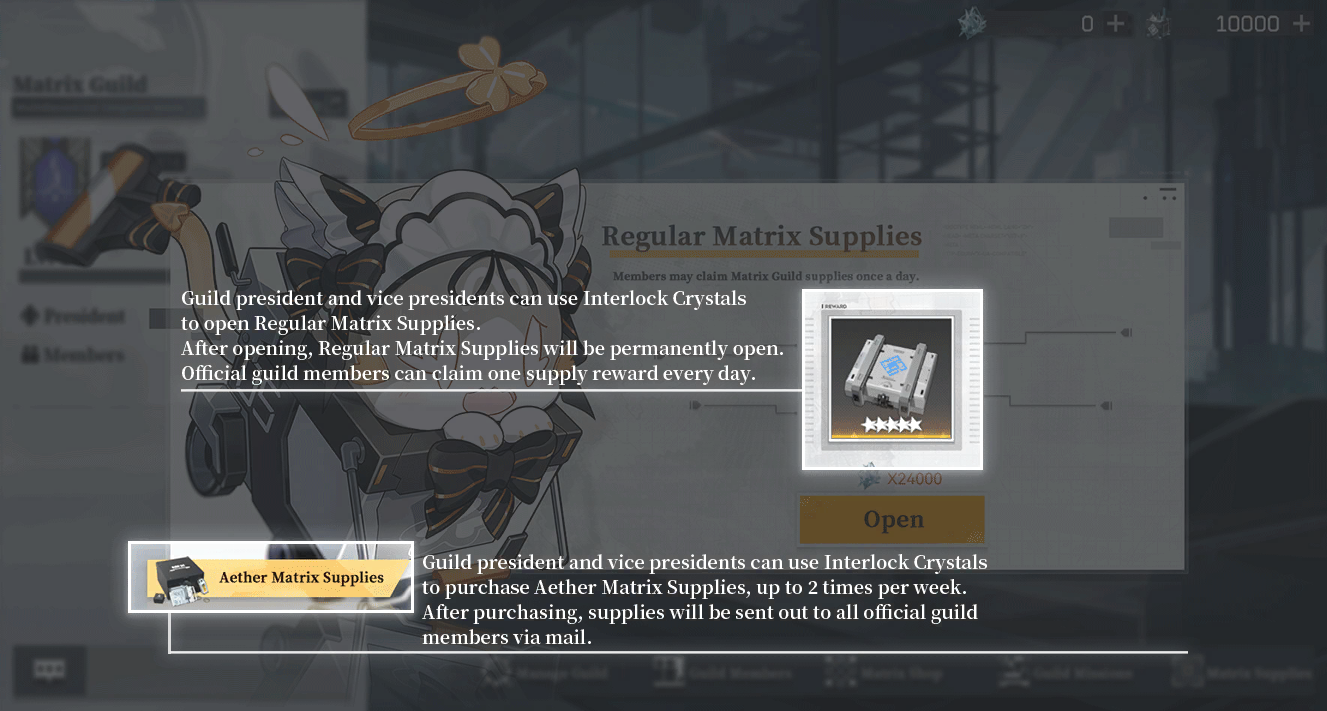 0
10000
Matrix Guild
Regular Matrix Supplies
Members may claim Matrix Guild supplies once a day.
Guild president and vice presidents can use Interlock Crystals
to open Regular Matrix Supplies.
After opening, Regular Matrix Supplies will be permanently open.
Official guild members can claim one supply reward every day.
REWARD
President
Members
X24000
Open
Aether Matrix Supplies
Guild president and vice presidents can use Interlock Crystals
to purchase Aether Matrix Supplies, up to 2 times per week.
After purchasing, supplies will be sent out to all official guild
members via mail.
Manage Guild
Guild Members
Matrix Shop
Guild Missions
Matrix Supplies